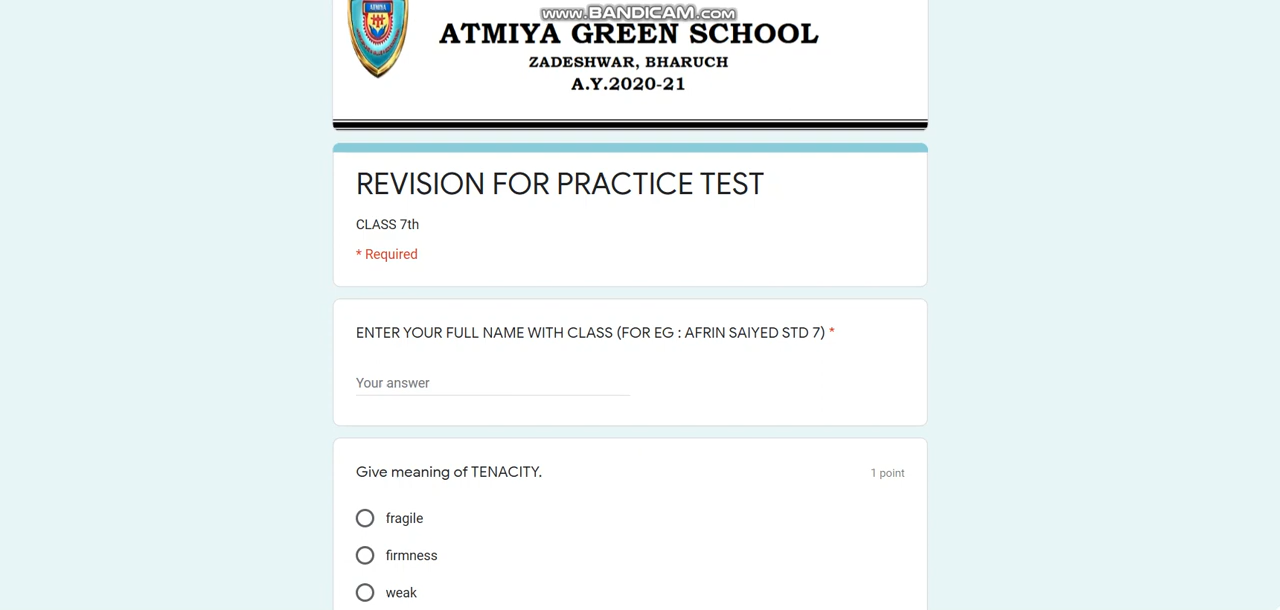 www.BANDICAM.com
ATMIYA
ATMIYA GREEN SCHOOL
ZADESHWAR, BHARUCH
A.Y.2020-21
REVISION FOR PRACTICE TEST
CLASS 7th
* Required
ENTER YOUR FULL NAME WITH CLASS (FOR EG : AFRIN SAIYED STD 7) *
Your answer
Give meaning of TENACITY.
1 point
fragile
firmness
weak